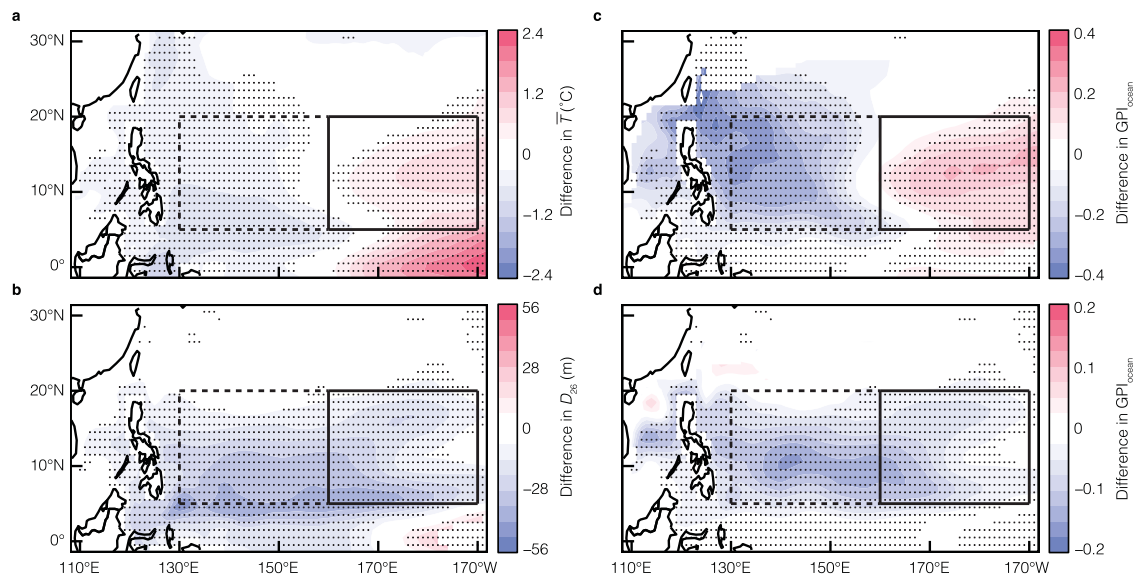 a
30°N
20°N
10°N
0°
2.4
1.2
0
−1.2
−2.4
Difference in T̅ (°C)
c
0.4
0.2
0
−0.2
−0.4
Difference in GPIocean
b
30°N
20°N
10°N
0°
110°E 130°E 150°E 170°E 170°W
56
28
0
−28
−56
Difference in D26 (m)
d
110°E 130°E 150°E 170°E 170°W
0.2
0.1
0
−0.1
−0.2
Difference in GPIocean